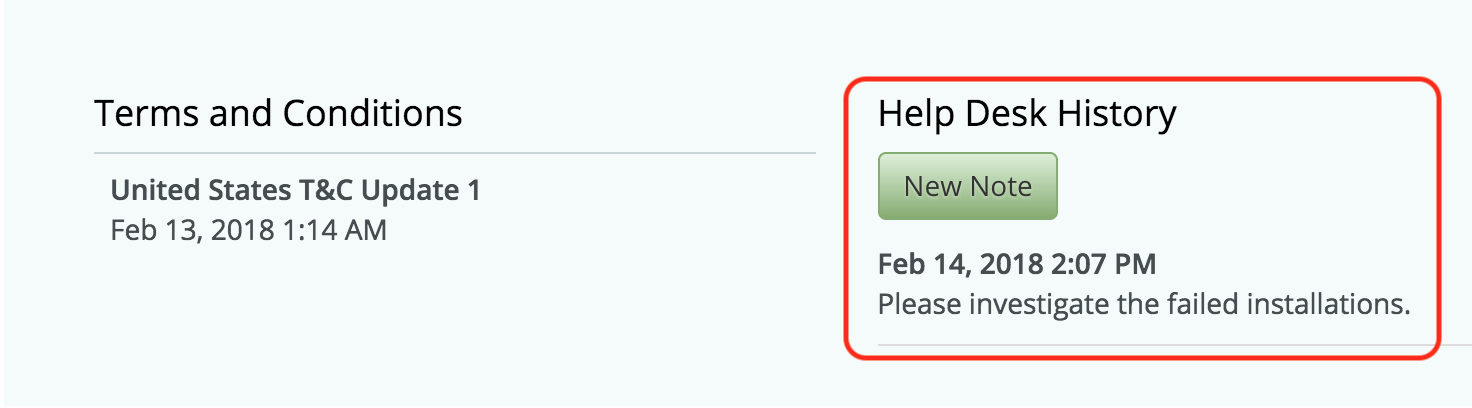 Terms and Conditions
United States T&C Update 1
Feb 13, 2018 1:14 AM
Help Desk History
New Note
Feb 14, 2018 2:07 PM
Please investigate the failed installations.